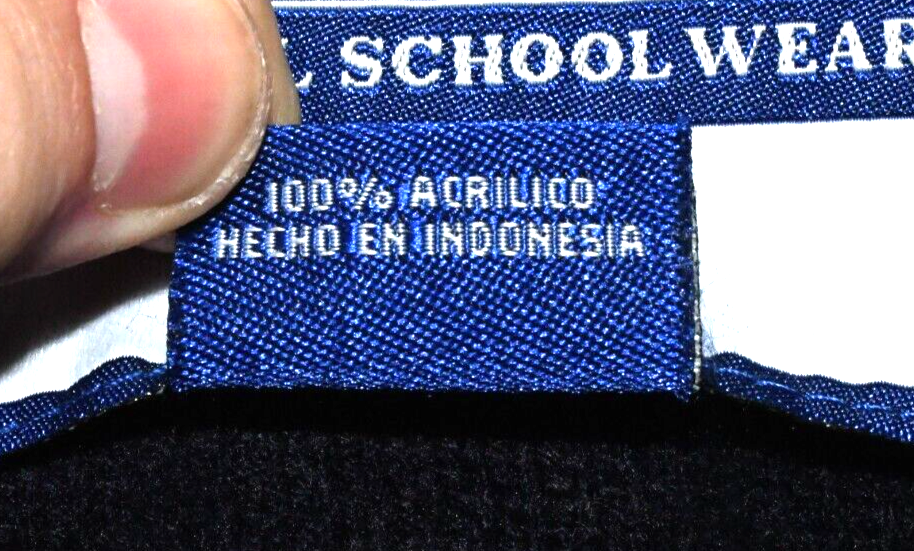 SCHOOL WEAR
100% ACRILICO
HECHO EN INDONESIA